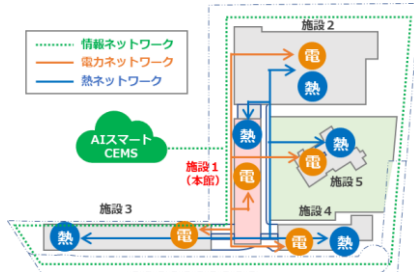 施設2
情報ネットワーク
電力ネットワーク
熱ネットワーク
電
熱
AIスマート
CEMS
熱
熱
施設1
(本館)
電
電
施設5
施設3
施設4
熱
電
電
熱